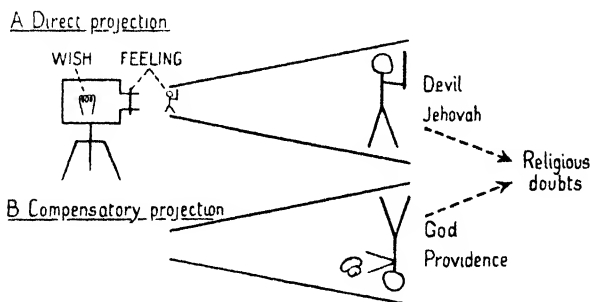 A Direct projection
WISH FEELING
Devil
Jehovah
Religious
doubts
B Compensatory projection
God
Providence